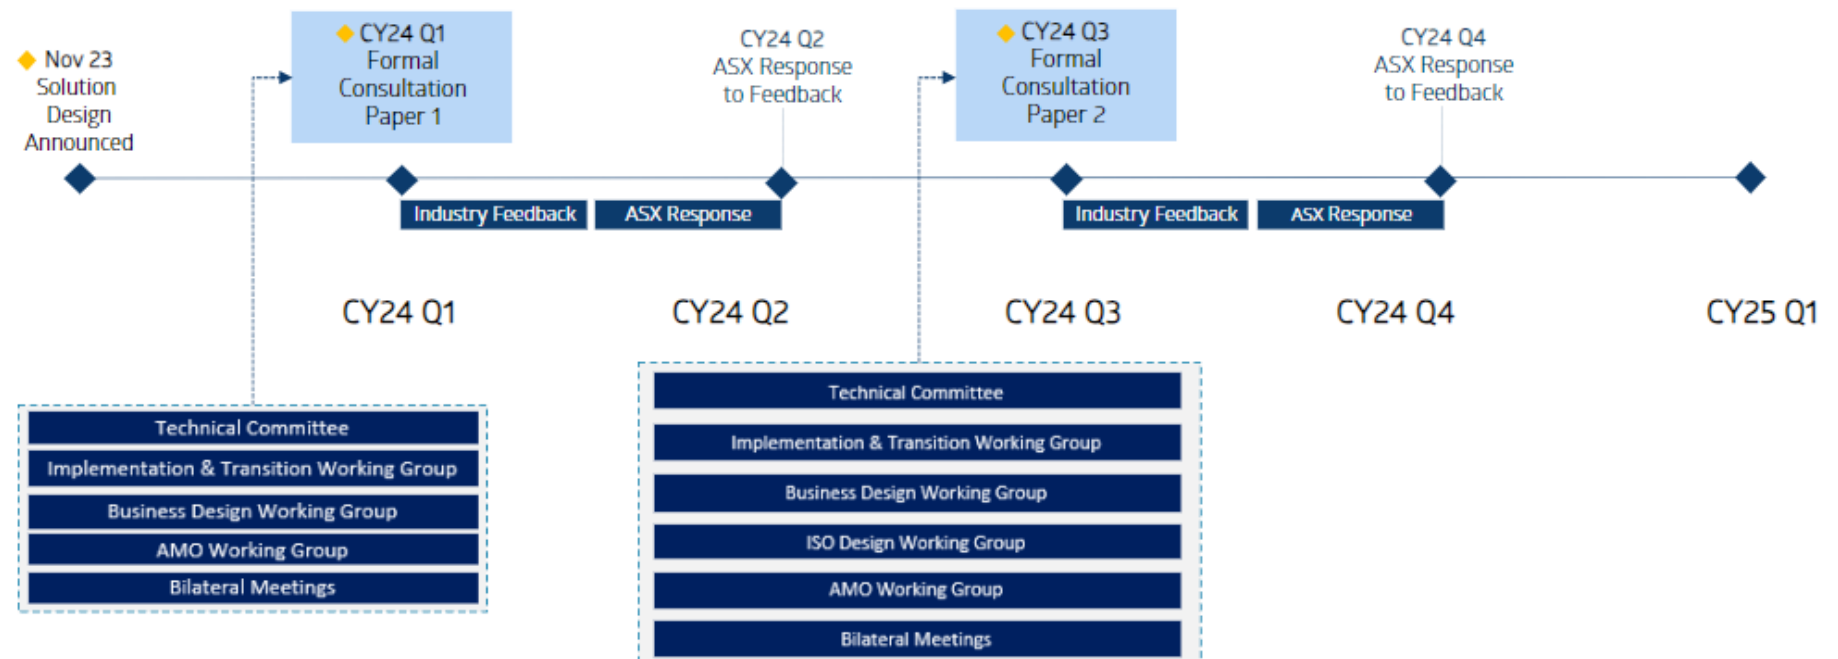 Nov 23
Solution
Design
Announced
CY24 Q1
Formal
Consultation
Paper 1
CY24 Q2
ASX Response
to Feedback
CY24 Q3
Formal
Consultation
Paper 2
CY24 Q4
ASX Response
to Feedback
Industry Feedback
ASX Response
Industry Feedback
ASX Response
CY24 Q1
CY24 Q2
CY24 Q3
CY24 Q4
CY25 Q1
Technical Committee
Implementation & Transition Working Group
Business Design Working Group
AMO Working Group
Bilateral Meetings
Technical Committee
Implementation & Transition Working Group
Business Design Working Group
ISO Design Working Group
AMO Working Group
Bilateral Meetings